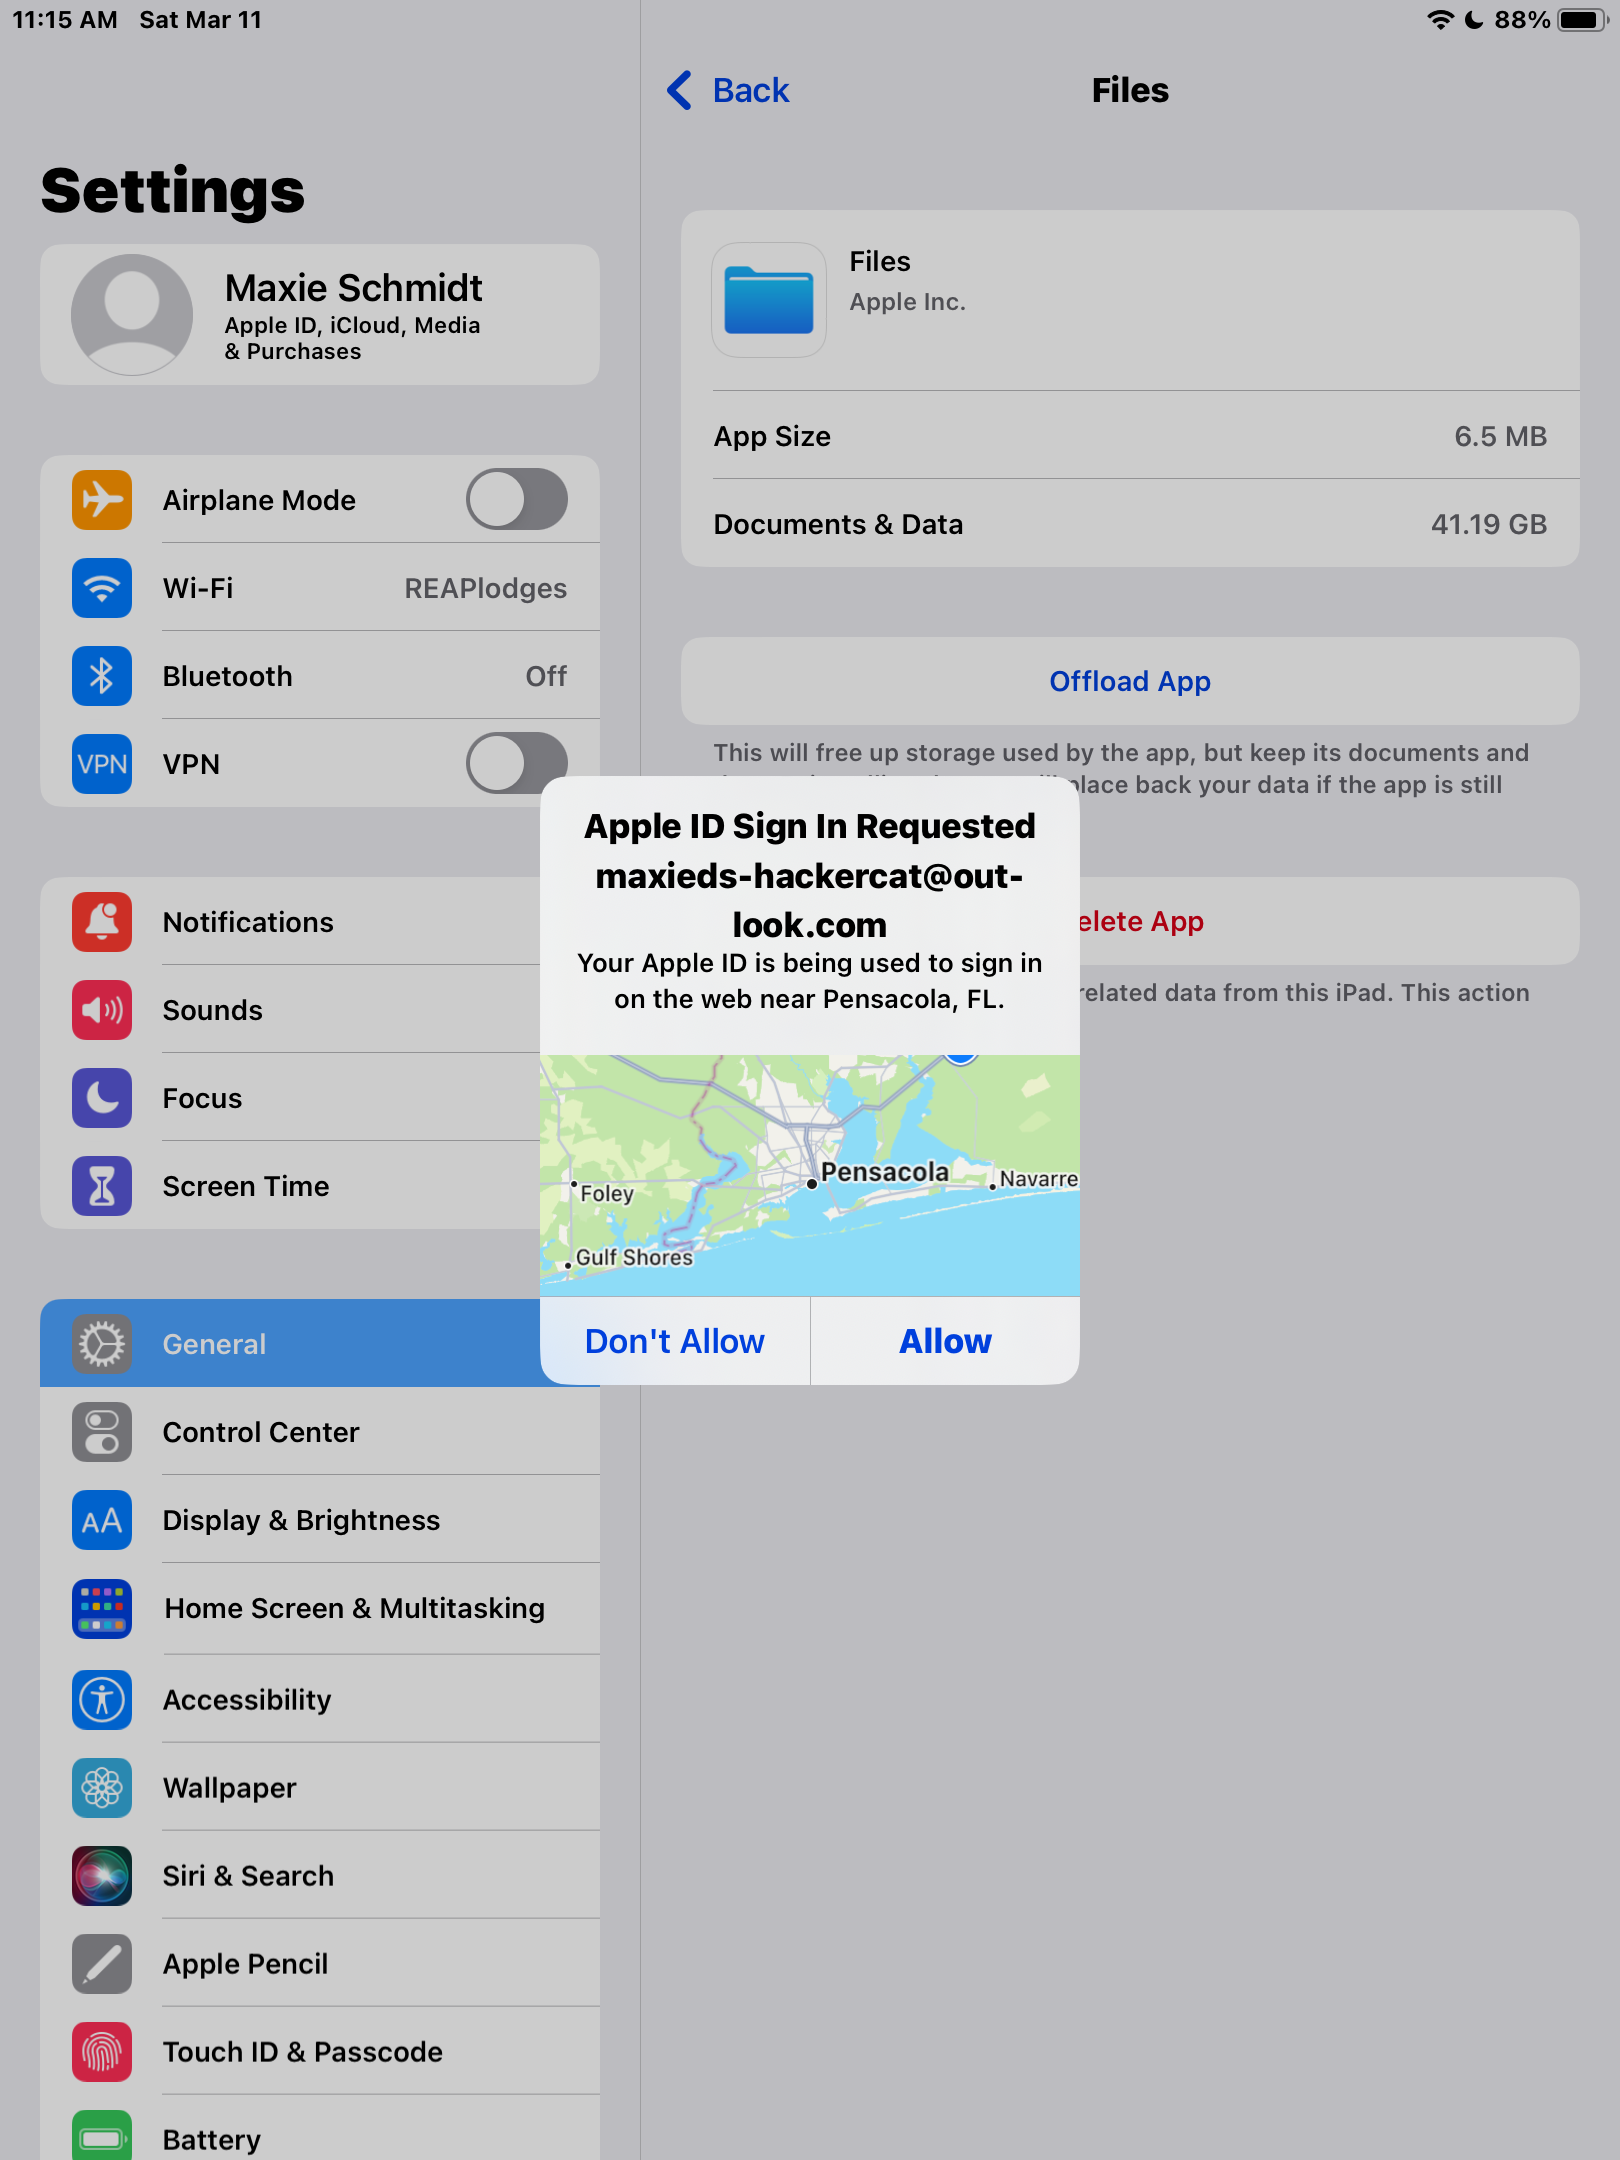 11:15 AM Sat Mar 11
88%
Settings
Maxie Schmidt
Apple ID, iCloud, Media
& Purchases
Airplane Mode
Wi-Fi REAPlodges
Bluetooth Off
VPN VPN
Notifications
Sounds
Focus
Screen Time
General
Control Center
AA Display & Brightness
Home Screen & Multitasking
Accessibility
Wallpaper
Siri & Search
Apple Pencil
Touch ID & Passcode
Battery
Back
Files
Files
Apple Inc.
App Size 6.5 MB
Documents & Data 41.19 GB
Offload App
This will free up storage used by the app, but keep its documents and
back your data if the app is still
elete App
related data from this iPad. This action
Apple ID Sign In Requested
maxieds-hackercat@out-
look.com
Your Apple ID is being used to sign in
on the web near Pensacola, FL.
Pensacola
Navarre
Foley
Gulf Shores
Don't Allow
Allow